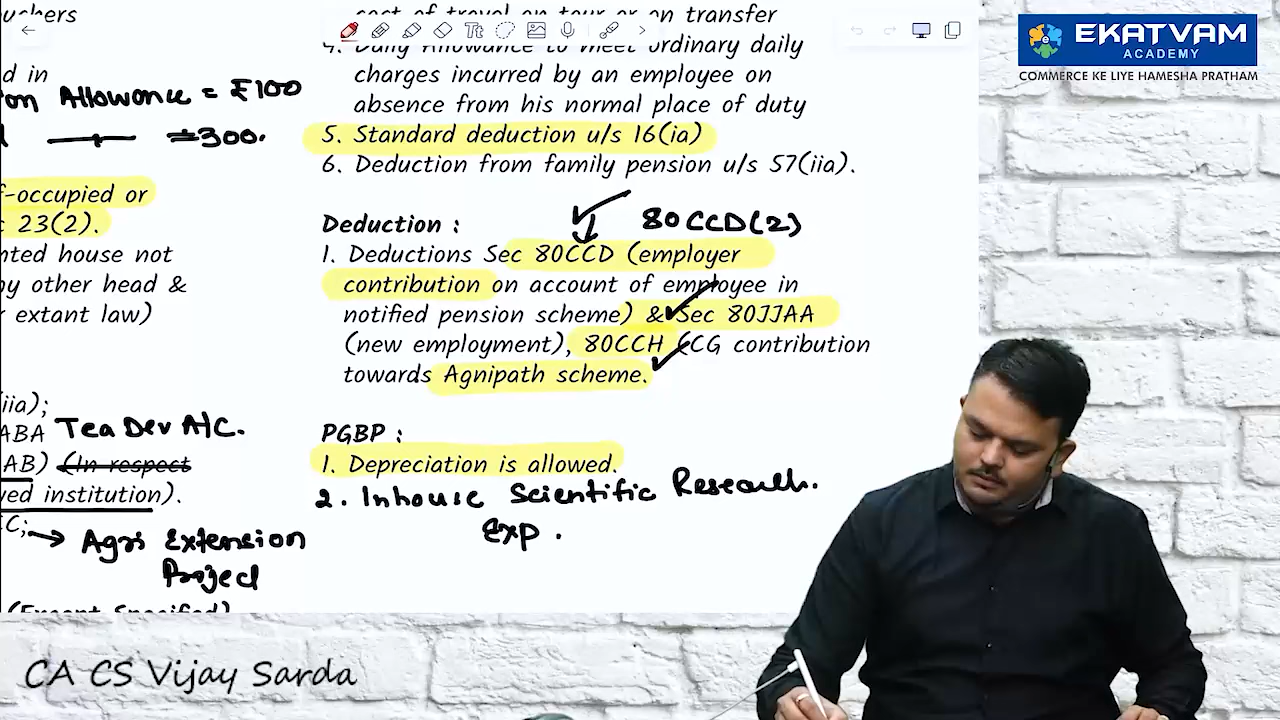 uchers
d in
on Allowance = ₹100
= 300.
f-occupied or
c 23(2).
nted house not
by other head &
r extant law)
iia);
ABA Tea Dev A/C.
AB) (In respect
ved institution).
C; → Agri Extension
Project
(Except Specified)
cost of travel on tour or on transfer
4. Daily Allowance to meet ordinary daily
charges incurred by an employee on
absence from his normal place of duty
5. Standard deduction u/s 16(ia)
6. Deduction from family pension u/s 57(iia).
Deduction :
80CCD(2)
1. Deductions Sec 80CCD (employer
contribution on account of employee in
notified pension scheme) & Sec 80JJAA
(new employment), 80CCH (CG contribution
towards Agnipath scheme.
PGBP :
1. Depreciation is allowed.
2. Inhouse Scientific Research.
Exp.
Tt
EKATVAM
ACADEMY
COMMERCE KE LIYE HAMESHA PRATHAM
CA CS Vijay Sarda